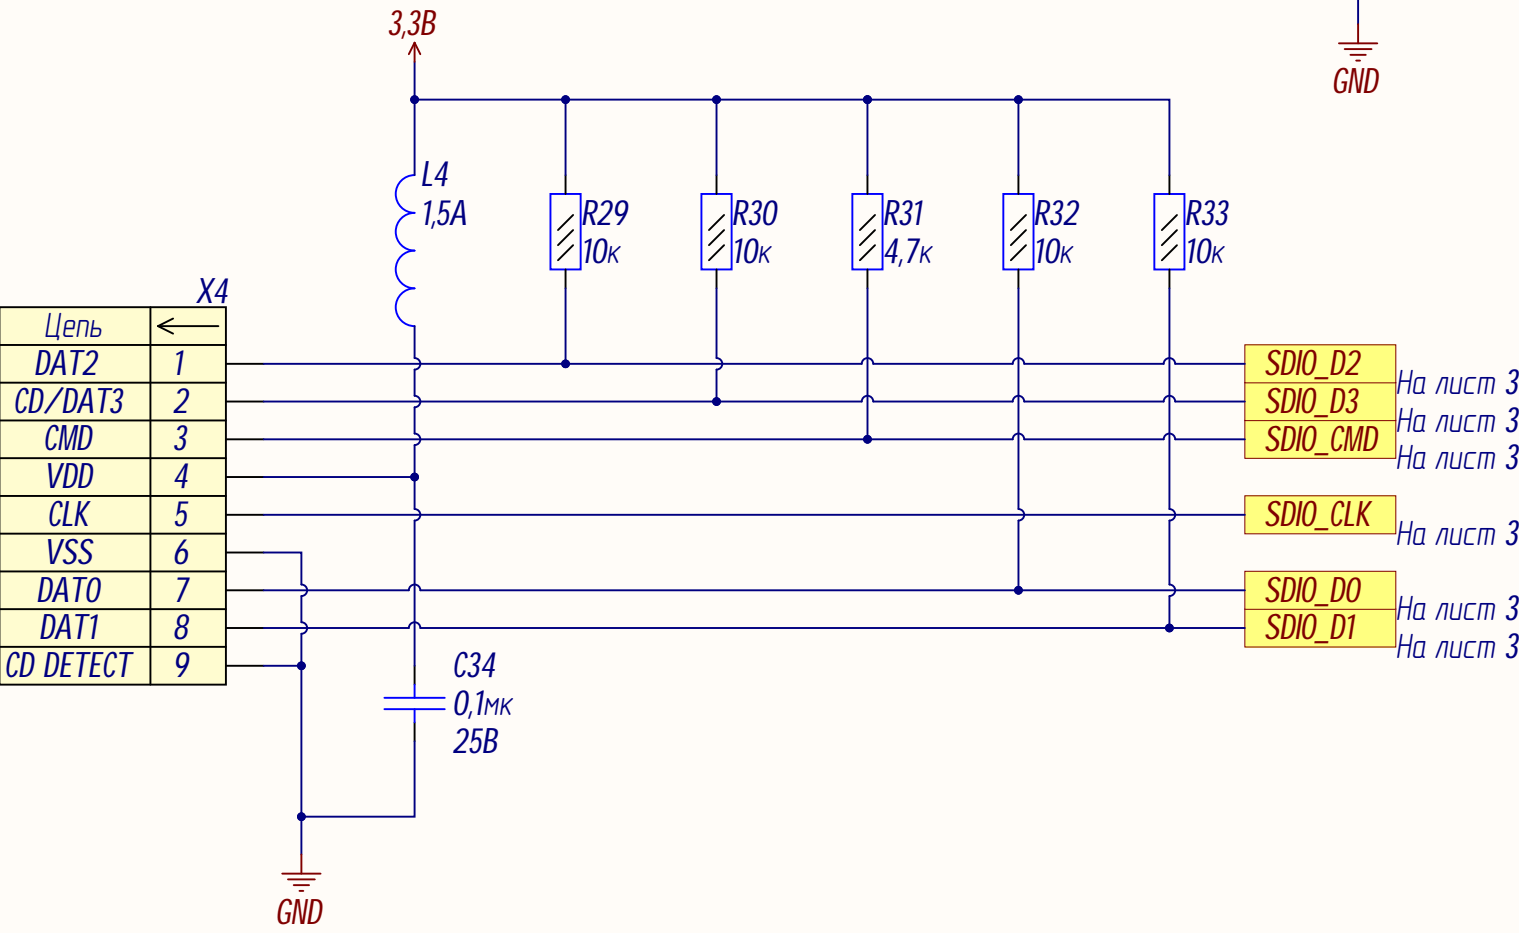 3,3В
GND
L4
1,5А
R29
10к
R30
10к
R31
4,7к
R32
10к
R33
10к
X4
Цепь
DAT2 1
CD/DAT3 2
CMD 3
VDD 4
CLK 5
VSS 6
DAT0 7
DAT1 8
CD DETECT 9
SDIO_D2
На лист 3
SDIO_D3
На лист 3
SDIO_CMD
На лист 3
SDIO_CLK
На лист 3
SDIO_D0
На лист 3
SDIO_D1
На лист 3
C34
0,1мк
25В
GND